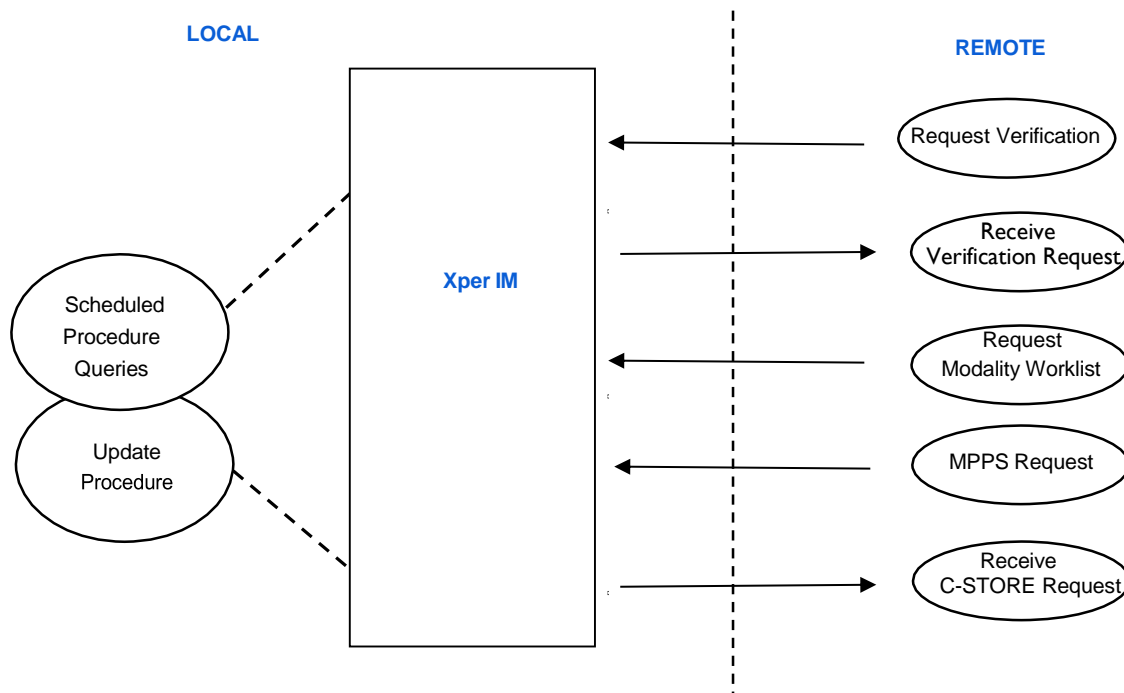 LOCAL
REMOTE
Request Verification
Receive
Verification Request
Xper IM
Scheduled
Procedure
Queries
Request
Modality Worklist
Update
Procedure
MPPS Request
Receive
C-STORE Request